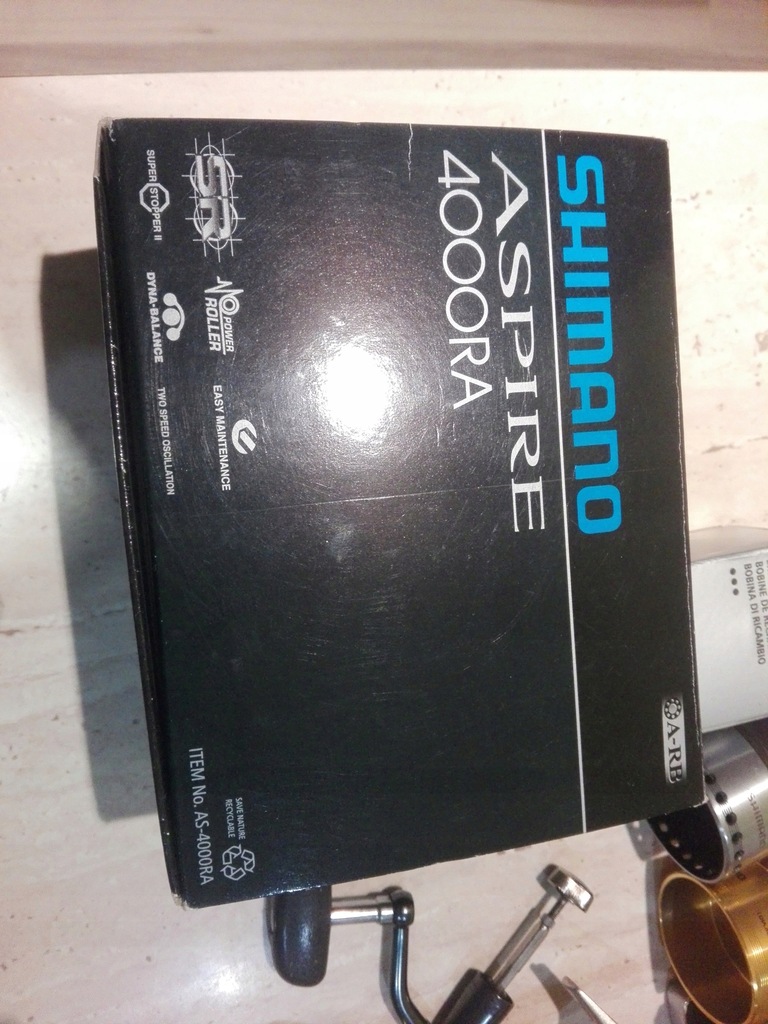 SHIMANO
A-RB
ASPIRE
4000RA
SR
POWER
ROLLER
EASY MAINTENANCE
SUPER STOPPER II
DYNA-BALANCE
TWO SPEED OSCILLATION
SAVE NATURE
RECYCLABLE
ITEM No. AS-4000RA
BOBINE DE
BOBINA DI RICAMBIO
SHIMANO